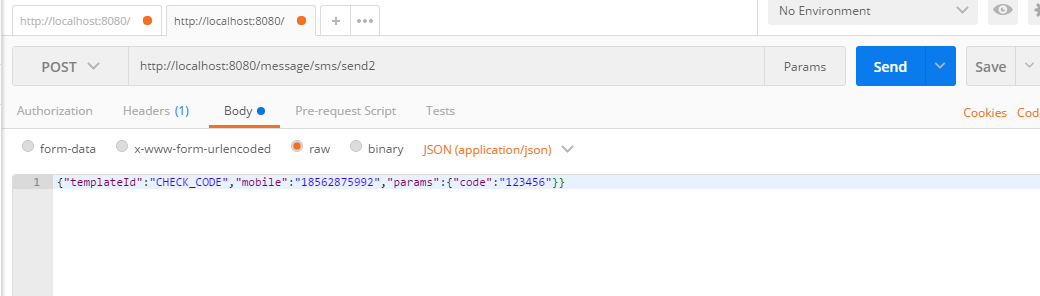 http://localhost:8080/ http://localhost:8080/ + ••• No Environment
POST http://localhost:8080/message/sms/send2 Params Send Save
Authorization Headers (1) Body Pre-request Script Tests Cookies Cod
form-data x-www-form-urlencoded raw binary JSON (application/json)
1 {"templateId":"CHECK_CODE","mobile":"18562875992","params":{"code":"123456"}}